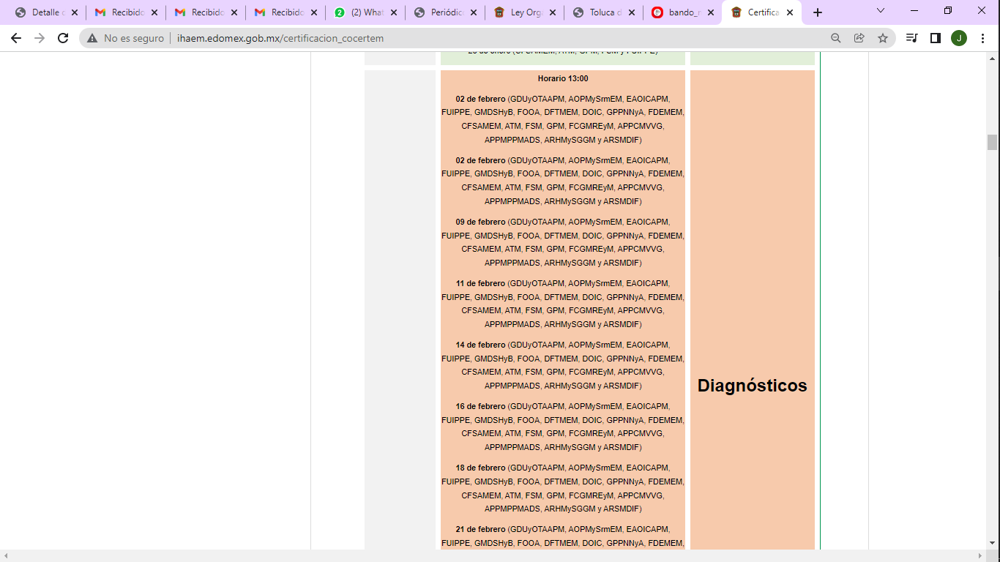 Detalle d
Recibido
Recibido
Recibido
(2) What
Periódic
Ley Orga
Toluca d
bando_r
Certifica
No es seguro
ihaem.edomex.gob.mx/certificacion_cocertem
J
Horario 13:00
02 de febrero (GDUyOTAAPM, AOPMySrmEM, EAOICAPM,
FUIPPE, GMDSHyB, FOOA, DFTMEM, DOIC, GPPNNyA, FDEMEM,
CFSAMEM, ATM, FSM, GPM, FCGMREyM, APPCMVVG,
APPMPPMADS, ARHMySGGM y ARSMDIF)
02 de febrero (GDUyOTAAPM, AOPMySrmEM, EAOICAPM,
FUIPPE, GMDSHyB, FOOA, DFTMEM, DOIC, GPPNNyA, FDEMEM,
CFSAMEM, ATM, FSM, GPM, FCGMREyM, APPCMVVG,
APPMPPMADS, ARHMySGGM y ARSMDIF)
09 de febrero (GDUyOTAAPM, AOPMySrmEM, EAOICAPM,
FUIPPE, GMDSHyB, FOOA, DFTMEM, DOIC, GPPNNyA, FDEMEM,
CFSAMEM, ATM, FSM, GPM, FCGMREyM, APPCMVVG,
APPMPPMADS, ARHMySGGM y ARSMDIF)
11 de febrero (GDUyOTAAPM, AOPMySrmEM, EAOICAPM,
FUIPPE, GMDSHyB, FOOA, DFTMEM, DOIC, GPPNNyA, FDEMEM,
CFSAMEM, ATM, FSM, GPM, FCGMREyM, APPCMVVG,
APPMPPMADS, ARHMySGGM y ARSMDIF)
14 de febrero (GDUyOTAAPM, AOPMySrmEM, EAOICAPM,
FUIPPE, GMDSHyB, FOOA, DFTMEM, DOIC, GPPNNyA, FDEMEM,
CFSAMEM, ATM, FSM, GPM, FCGMREyM, APPCMVVG,
APPMPPMADS, ARHMySGGM y ARSMDIF)
16 de febrero (GDUyOTAAPM, AOPMySrmEM, EAOICAPM,
FUIPPE, GMDSHyB, FOOA, DFTMEM, DOIC, GPPNNyA, FDEMEM,
CFSAMEM, ATM, FSM, GPM, FCGMREyM, APPCMVVG,
APPMPPMADS, ARHMySGGM y ARSMDIF)
18 de febrero (GDUyOTAAPM, AOPMySrmEM, EAOICAPM,
FUIPPE, GMDSHyB, FOOA, DFTMEM, DOIC, GPPNNyA, FDEMEM,
CFSAMEM, ATM, FSM, GPM, FCGMREyM, APPCMVVG,
APPMPPMADS, ARHMySGGM y ARSMDIF)
21 de febrero (GDUyOTAAPM, AOPMySrmEM, EAOICAPM,
FUIPPE, GMDSHyB, FOOA, DFTMEM, DOIC, GPPNNyA, FDEMEM,
Diagnósticos